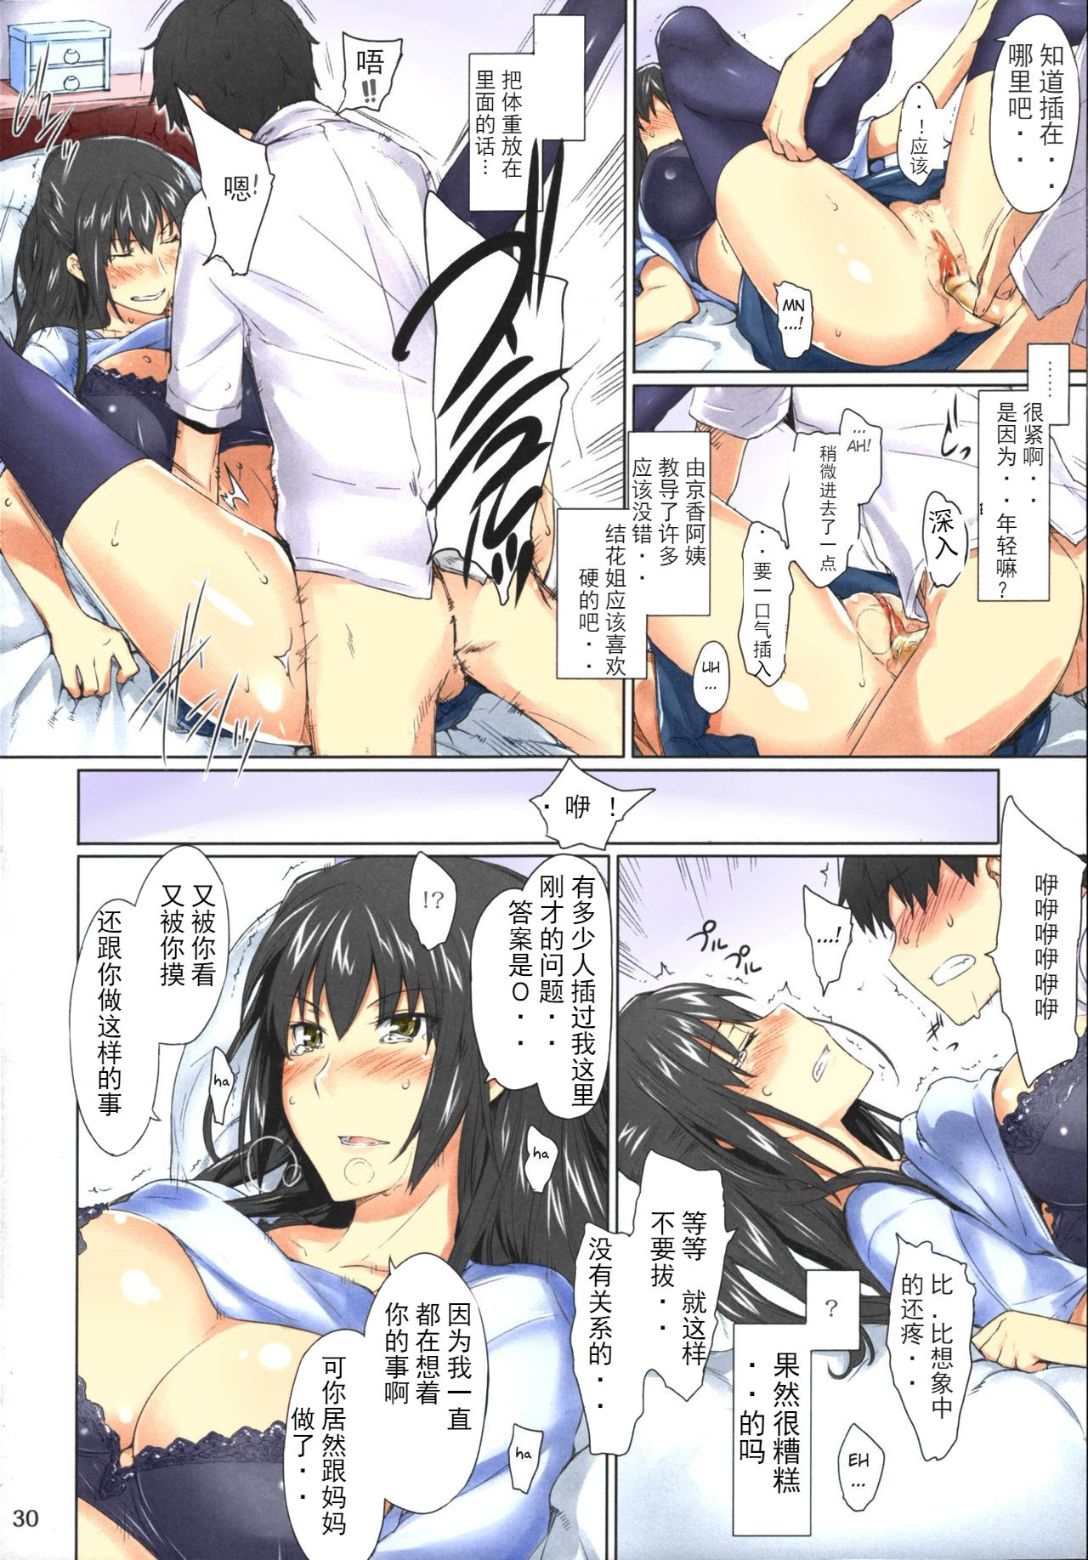 知道插在..
哪里吧..
..!应该
MN
...!
......
很紧啊..
是因为..年轻嘛?
...
AH!
稍微进去了一点
深入
..要一口气插入
UH
...
把体重放在
里面的话...
唔!!
嗯!
由京香阿姨
教导了许多
应该没错..
结花姐应该喜欢
硬的吧..
.咿!
咿咿咿咿咿咿
...!
プルプル
比.比想象中
的还疼..
EH
...
?
果然很糟糕
..的吗
等等 就这样
不要拔..
没有关系的..
有多少人插过我这里
刚才的问题..
答案是O...
!?
ha
ha
又被你看
又被你摸
还跟你做这样的事
因为我一直
都在想着
你的事啊
可你居然跟妈妈
做了...
ha
30